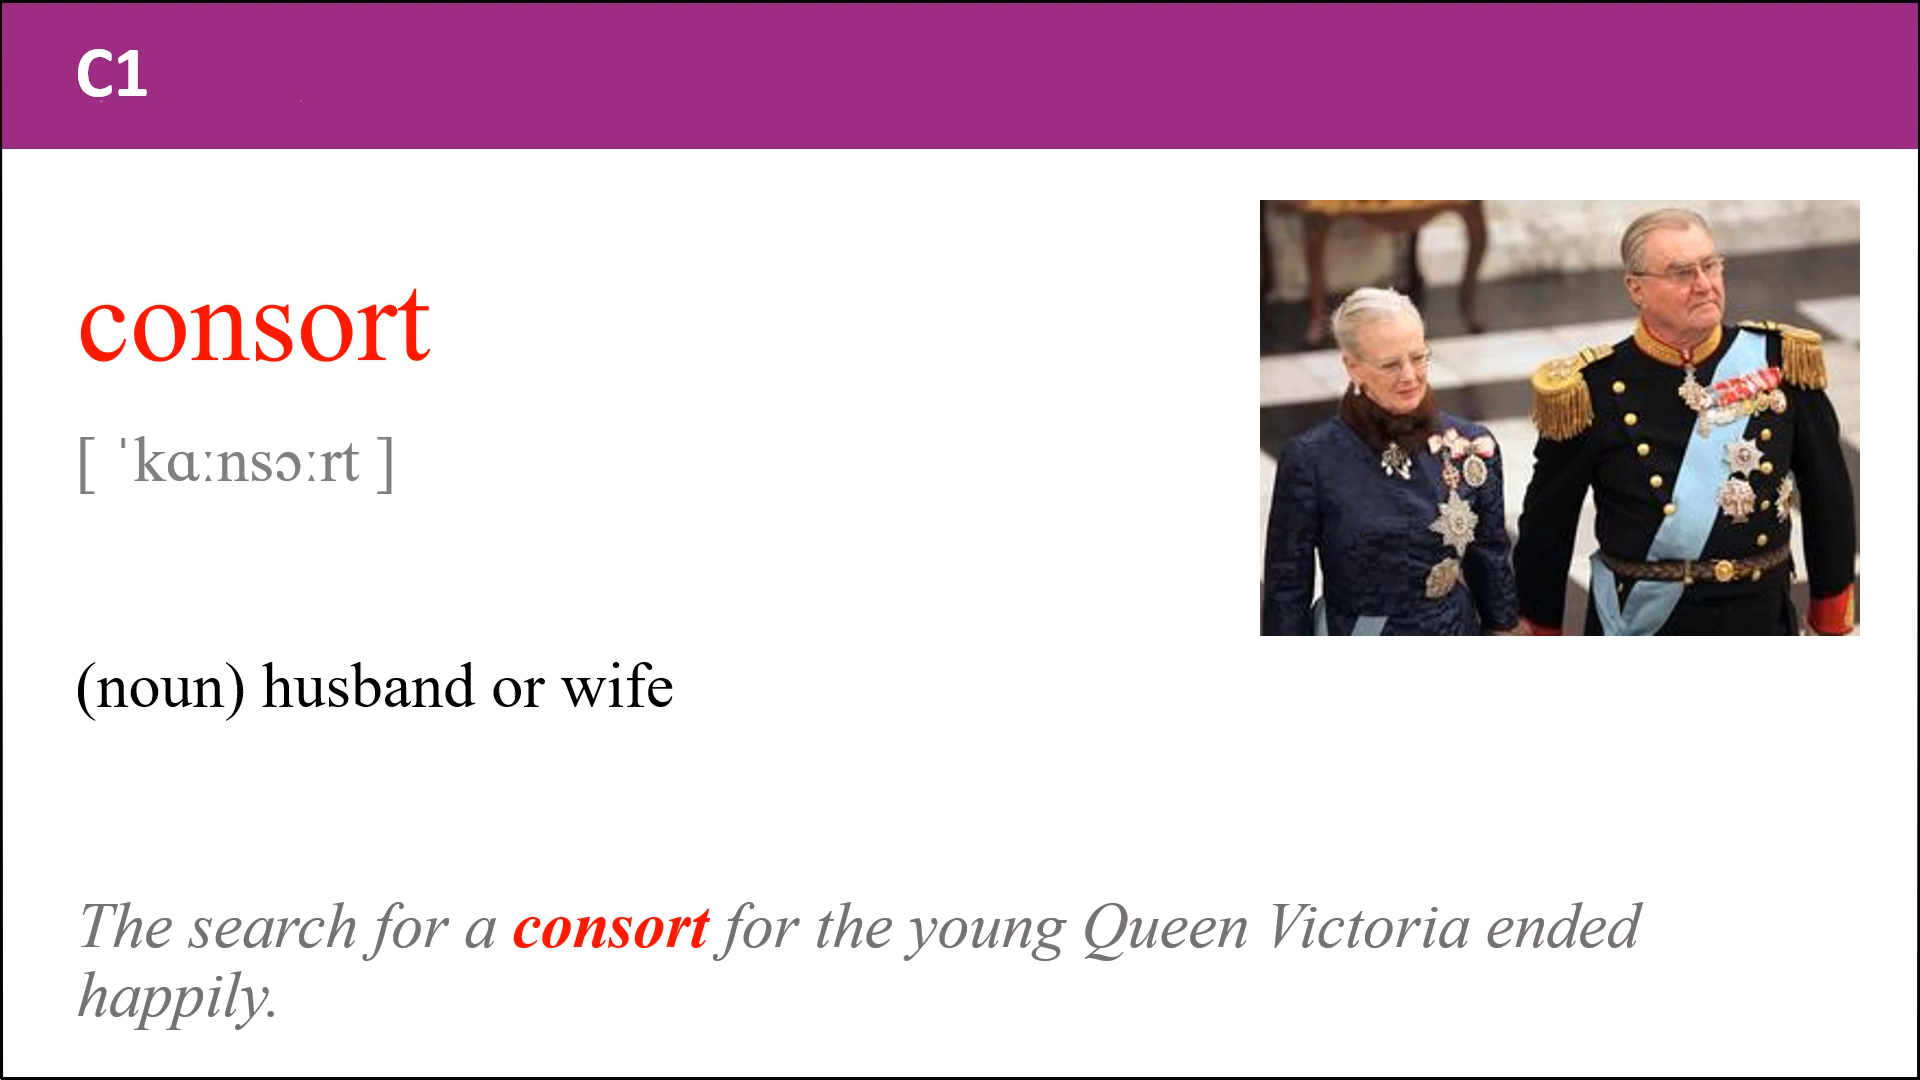 C1
consort
[ ˈkɑːnsɔːrt ]
(noun) husband or wife
The search for a consort for the young Queen Victoria ended
happily.